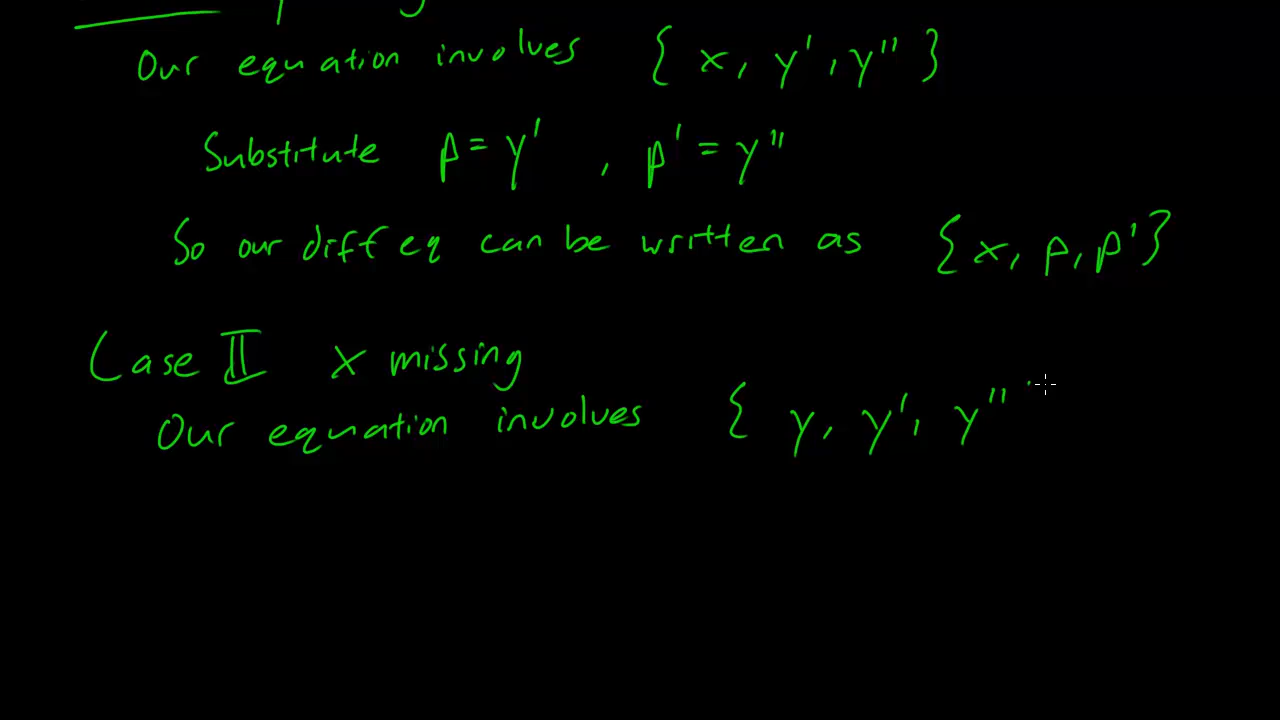 Our equation involves { x, y', y'' }
Substitute p = y' , p' = y''
So our diff eq can be written as { x, p, p' }
Case II x missing
Our equation involves { y, y', y''